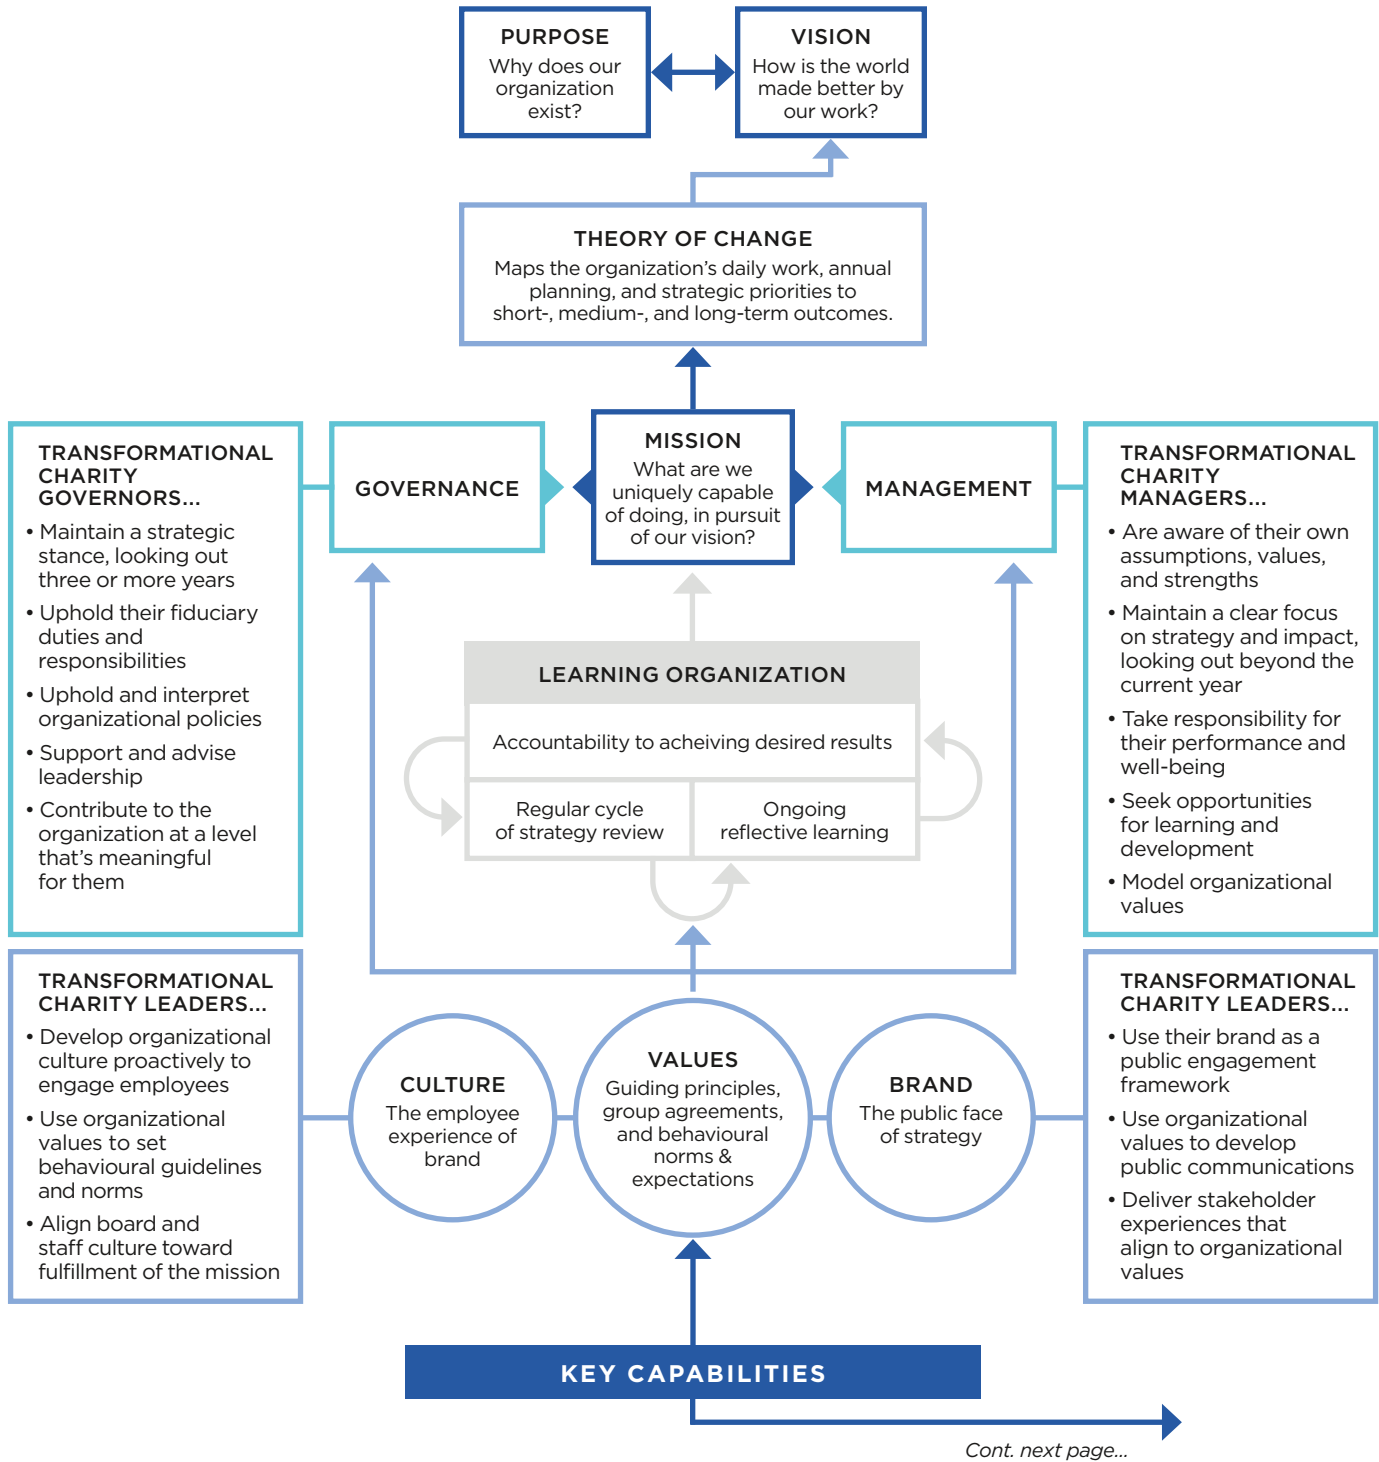 PURPOSE
Why does our
organization
exist?
VISION
How is the world
made better by
our work?
THEORY OF CHANGE
Maps the organization’s daily work, annual
planning, and strategic priorities to
short-, medium-, and long-term outcomes.
TRANSFORMATIONAL
CHARITY
GOVERNORS...
• Maintain a strategic
stance, looking out
three or more years
• Uphold their fiduciary
duties and
responsibilities
• Uphold and interpret
organizational policies
• Support and advise
leadership
• Contribute to the
organization at a level
that’s meaningful
for them
GOVERNANCE
MISSION
What are we
uniquely capable
of doing, in pursuit
of our vision?
MANAGEMENT
TRANSFORMATIONAL
CHARITY
MANAGERS...
• Are aware of their own
assumptions, values,
and strengths
• Maintain a clear focus
on strategy and impact,
looking out beyond the
current year
• Take responsibility for
their performance and
well-being
• Seek opportunities
for learning and
development
• Model organizational
values
LEARNING ORGANIZATION
Accountability to acheiving desired results
Regular cycle
of strategy review
Ongoing
reflective learning
TRANSFORMATIONAL
CHARITY LEADERS...
• Develop organizational
culture proactively to
engage employees
• Use organizational
values to set
behavioural guidelines
and norms
• Align board and
staff culture toward
fulfillment of the mission
CULTURE
The employee
experience of
brand
VALUES
Guiding principles,
group agreements,
and behavioural
norms &
expectations
BRAND
The public face
of strategy
TRANSFORMATIONAL
CHARITY LEADERS...
• Use their brand as a
public engagement
framework
• Use organizational
values to develop
public communications
• Deliver stakeholder
experiences that
align to organizational
values
KEY CAPABILITIES
Cont. next page...